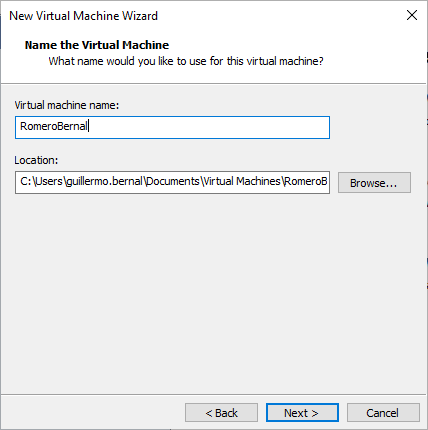 New Virtual Machine Wizard
Name the Virtual Machine
What name would you like to use for this virtual machine?
Virtual machine name:
RomeroBernal
Location:
C:\Users\guillermo.bernal\Documents\Virtual Machines\RomeroB
Browse...
< Back
Next >
Cancel